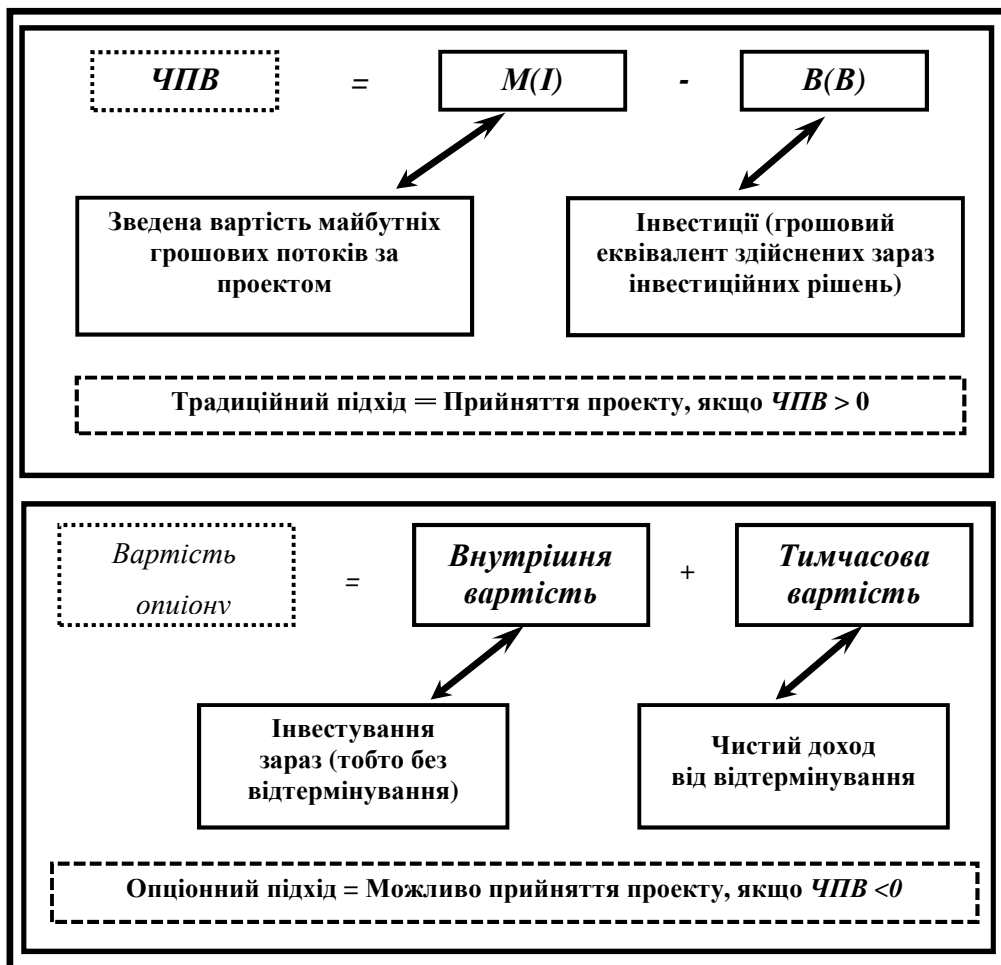 ЧПВ = М(І) - В(В)
Зведена вартість майбутніх
грошових потоків за
проектом
Інвестиції (грошовий
еквівалент здійснених зараз
інвестиційних рішень)
Традиційний підхід = Прийняття проекту, якщо ЧПВ > 0
Вартість
опціону
=
Внутрішня
вартість
+
Тимчасова
вартість
Інвестування
зараз (тобто без
відтермінування)
Чистий доход
від відтермінування
Опціонний підхід = Можливо прийняття проекту, якщо ЧПВ <0